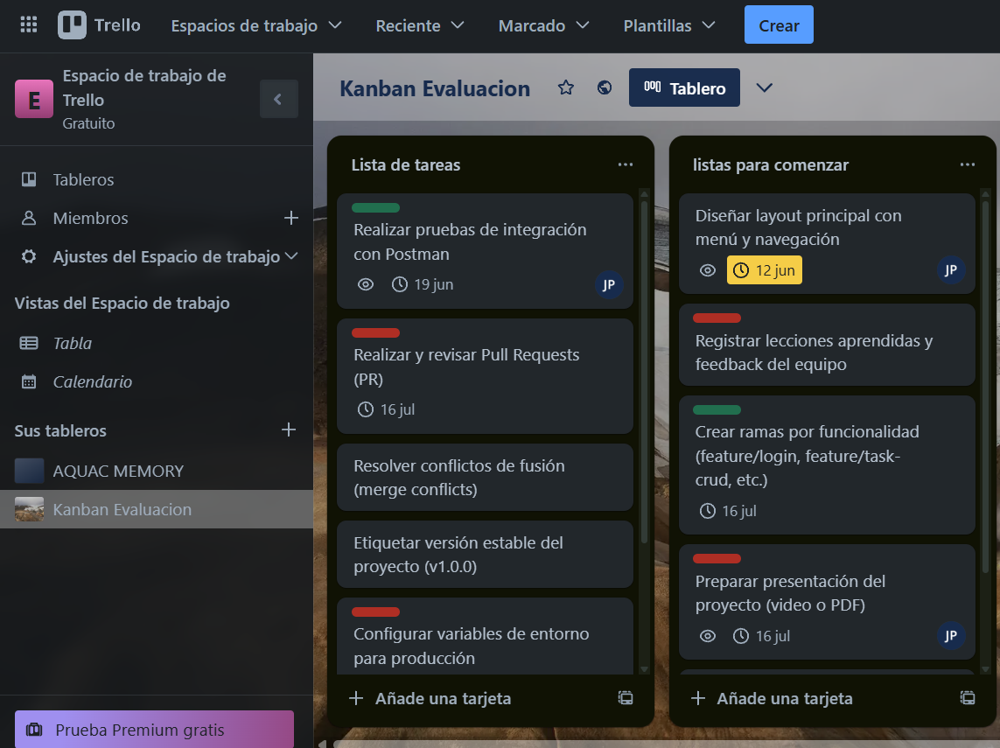 Trello
Espacios de trabajo
Reciente
Marcado
Plantillas
Crear
E
Espacio de trabajo de
Trello
Gratuito
Tableros
Miembros
Ajustes del Espacio de trabajo
Vistas del Espacio de trabajo
Tabla
Calendario
Sus tableros
AQUAC MEMORY
Kanban Evaluacion
Prueba Premium gratis
Kanban Evaluacion
Tablero
Lista de tareas
Realizar pruebas de integración
con Postman
19 jun
JP
Realizar y revisar Pull Requests
(PR)
16 jul
Resolver conflictos de fusión
(merge conflicts)
Etiquetar versión estable del
proyecto (v1.0.0)
Configurar variables de entorno
para producción
Añade una tarjeta
listas para comenzar
Diseñar layout principal con
menú y navegación
12 jun
JP
Registrar lecciones aprendidas y
feedback del equipo
Crear ramas por funcionalidad
(feature/login, feature/task-
crud, etc.)
16 jul
Preparar presentación del
proyecto (video o PDF)
16 jul
JP
Añade una tarjeta